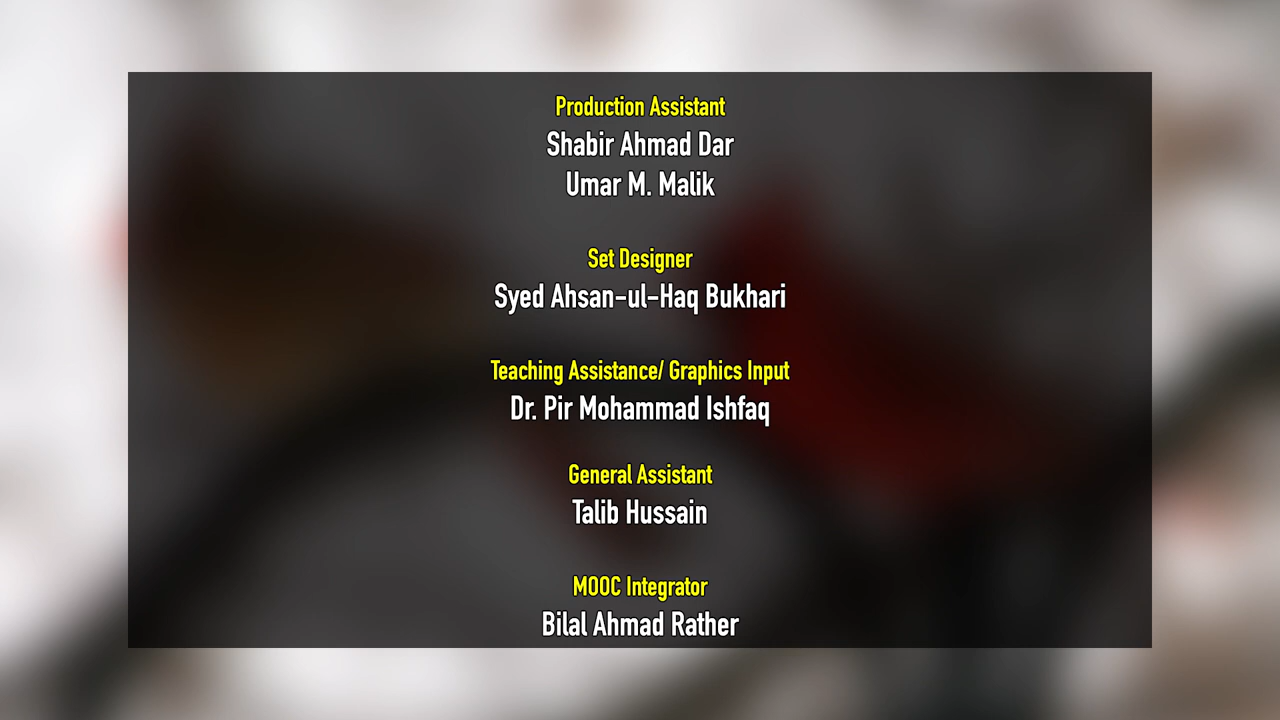 Production Assistant
Shabir Ahmad Dar
Umar M. Malik
Set Designer
Syed Ahsan-ul-Haq Bukhari
Teaching Assistance/ Graphics Input
Dr. Pir Mohammad Ishfaq
General Assistant
Talib Hussain
MOOC Integrator
Bilal Ahmad Rather